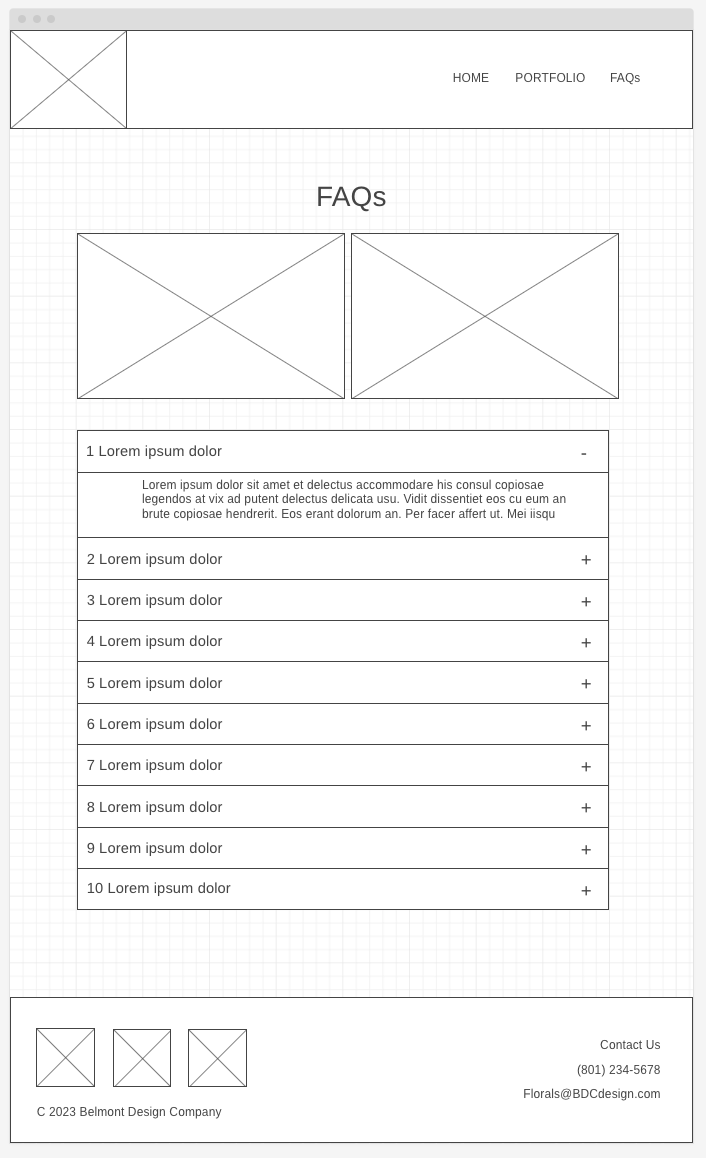 HOME PORTFOLIO FAQs
FAQs
1 Lorem ipsum dolor -
Lorem ipsum dolor sit amet et delectus accommodare his consul copiosae
legendos at vix ad putent delectus delicata usu. Vidit dissentiet eos cu eum an
brute copiosae hendrerit. Eos erant dolorum an. Per facer affert ut. Mei iisqu
2 Lorem ipsum dolor +
3 Lorem ipsum dolor +
4 Lorem ipsum dolor +
5 Lorem ipsum dolor +
6 Lorem ipsum dolor +
7 Lorem ipsum dolor +
8 Lorem ipsum dolor +
9 Lorem ipsum dolor +
10 Lorem ipsum dolor +
Contact Us
(801) 234-5678
Florals@BDCdesign.com
C 2023 Belmont Design Company